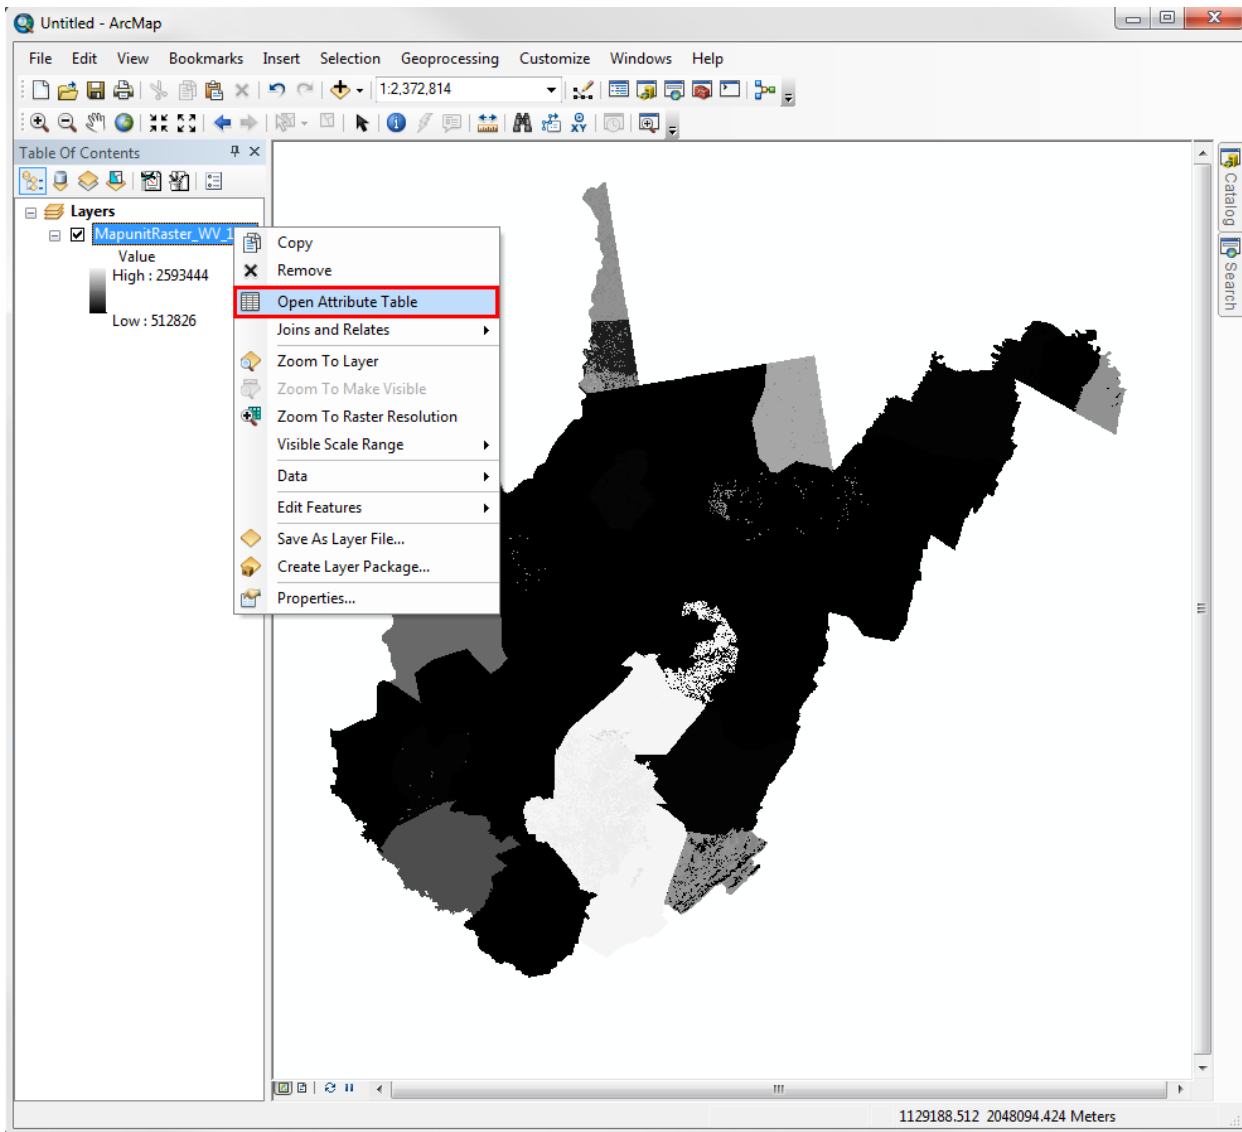 Untitled - ArcMap
File Edit View Bookmarks Insert Selection Geoprocessing Customize Windows Help
1:2,372,814
Table Of Contents
Layers
MapunitRaster_WV_1
Value
High : 2593444
Low : 512826
Copy
Remove
Open Attribute Table
Joins and Relates
Zoom To Layer
Zoom To Make Visible
Zoom To Raster Resolution
Visible Scale Range
Data
Edit Features
Save As Layer File...
Create Layer Package...
Properties...
Catalog
Search
1129188.512 2048094.424 Meters